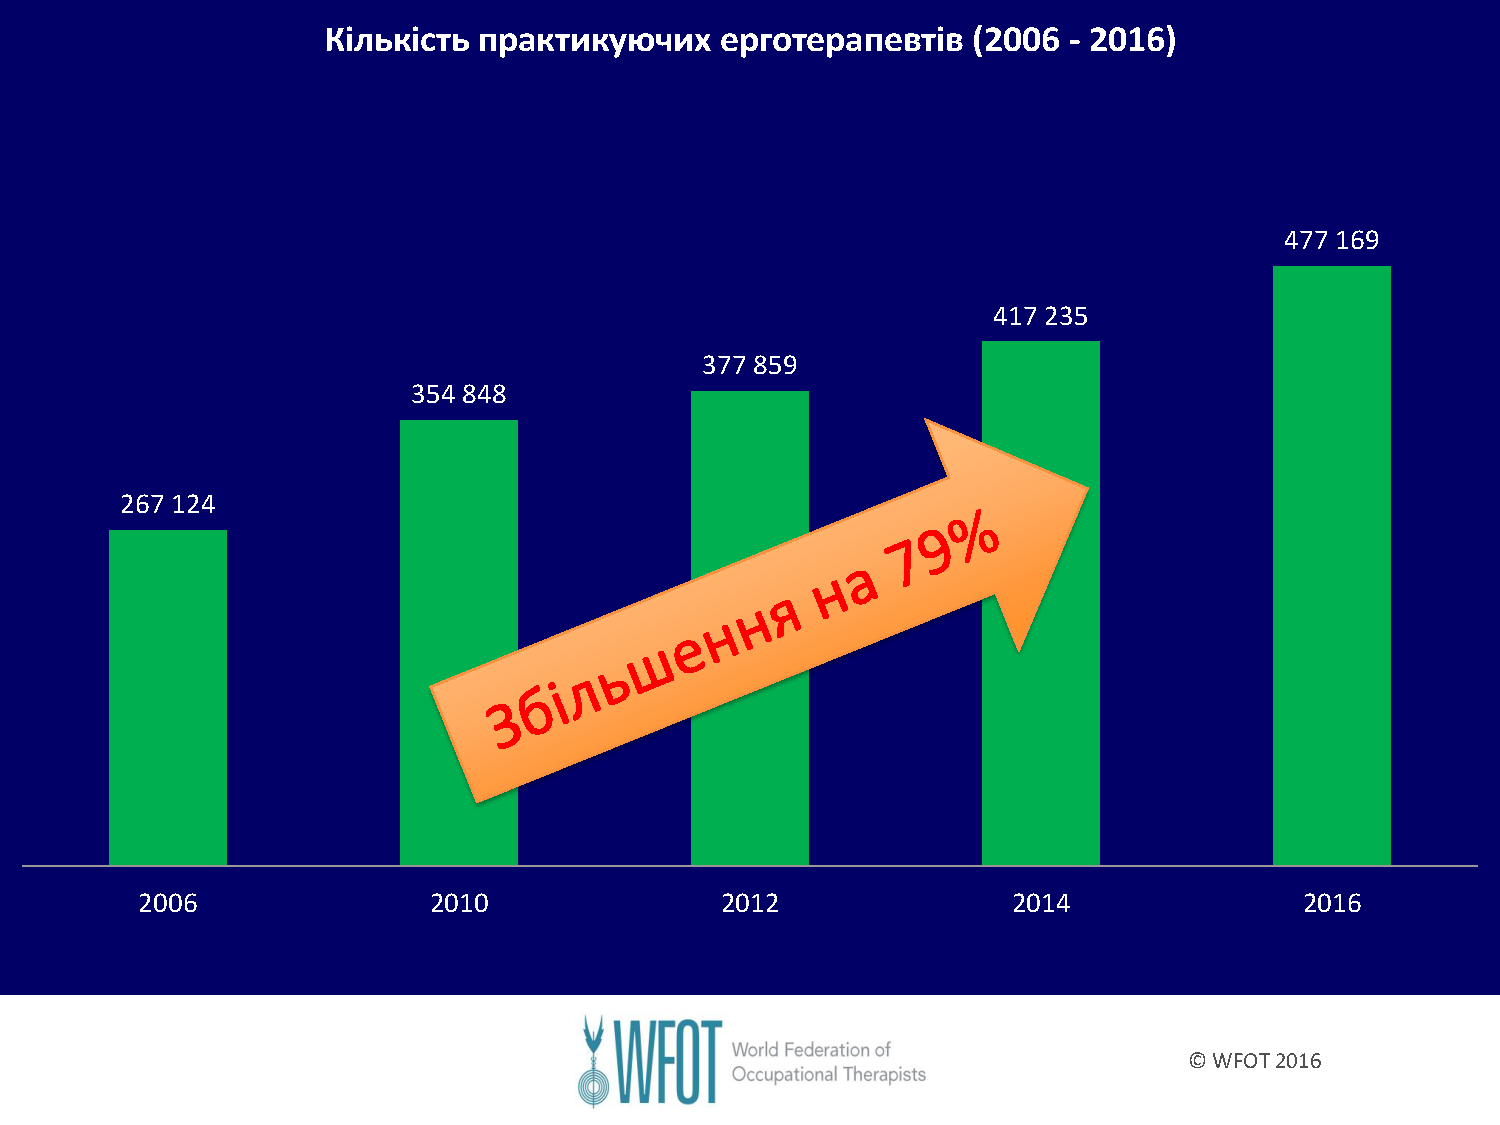 Кількість практикуючих ерготерапевтів (2006 - 2016)
477 169
417 235
377 859
354 848
267 124
Збільшення на 79%
2006 2010 2012 2014 2016
WFOT World Federation of
Occupational Therapists
© WFOT 2016